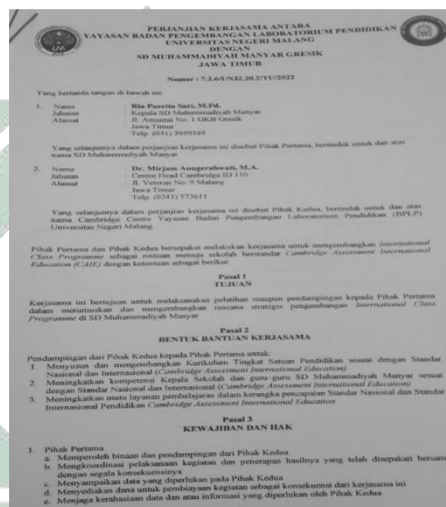 PERJANJIAN KERJASAMA ANTARA
YAYASAN BADAN PENGEMBANGAN LABORATORIUM PENDIDIKAN
UNIVERSITAS NEGERI MALANG
DENGAN
SD MUHAMMADIYAH MANYAR GRESIK
JAWA TIMUR
Nomor : 7.2.6/UN32.20.2/TU/2022
Yang bertanda tangan di bawah ini.
1. Nama : Ria Puspita Sari, M.Pd.
Jabatan : Kepala SD Muhammadiyah Manyar
Alamat : Jl. Amuntai No. 1 GKB Gresik
Jawa Timur
Telp. (031) 3959349
Yang selanjutnya dalam perjanjian kerjasama ini disebut Pihak Pertama, bertindak untuk dan atas
nama SD Muhammadiyah Manyar
2. Nama : Dr. Mirjam Anugerahwati, M.A.
Jabatan : Centre Head Cambridge ID 110
Alamat : Jl. Veteran No. 9 Malang
Jawa Timur
Telp. (0341) 573611
Yang selanjutnya dalam perjanjian kerjasama ini disebut Pihak Kedua, bertindak untuk dan atas
nama Cambridge Centre Yayasan Badan Pengembangan Laboratorium Pendidikan (BPLP)
Universitas Negeri Malang
Pihak Pertama dan Pihak Kedua bersepakat melakukan kerjasama untuk mengembangkan International
Class Programme sebagai rintisan menuju sekolah berstandar Cambridge Assessment International
Education (CAIE) dengan ketentuan sebagai berikut
Pasal 1
TUJUAN
Kerjasama ini bertujuan untuk melaksanakan pelatihan maupun pendampingan kepada Pihak Pertama
dalam merumuskan dan mengembangkan rencana strategis pengembangan International Class
Programme di SD Muhammadiyah Manyar
Pasal 2
BENTUK BANTUAN KERJASAMA
Pendampingan dari Pihak Kedua kepada Pihak Pertama untuk:
1. Menyusun dan mengembangkan Kurikulum Tingkat Satuan Pendidikan sesuai dengan Standar
Nasional dan Internasional (Cambridge Assessment International Education)
2. Meningkatkan kompetensi Kepala Sekolah dan guru guru SD Muhammadiyah Manyar sesuai
dengan Standar Nasional dan Internasional (Cambridge Assessment International Education)
3. Meningkatkan mutu layanan pembelajaran dalam kerangka pencapaian Standar Nasional dan Standar
Internasional Pendidikan Cambridge Assessment International Education
Pasal 3
KEWAJIBAN DAN HAK
1. Pihak Pertama
a. Memperoleh binaan dan pendampingan dari Pihak Kedua
b. Mengkoordinasi pelaksanaan kegiatan dan penerapan hasilnya yang telah disepakati bersam
dengan segala konsekuensinya
c. Menyampaikan data yang diperlukan pada Pihak Kedua
d. Menyediakan dana untuk pembiayaan kegiatan sebagai konsekuensi dari kerjasama ini
e. Menjaga kerahasiaan data dan atau informasi yang diperlukan oleh Pihak Kedua